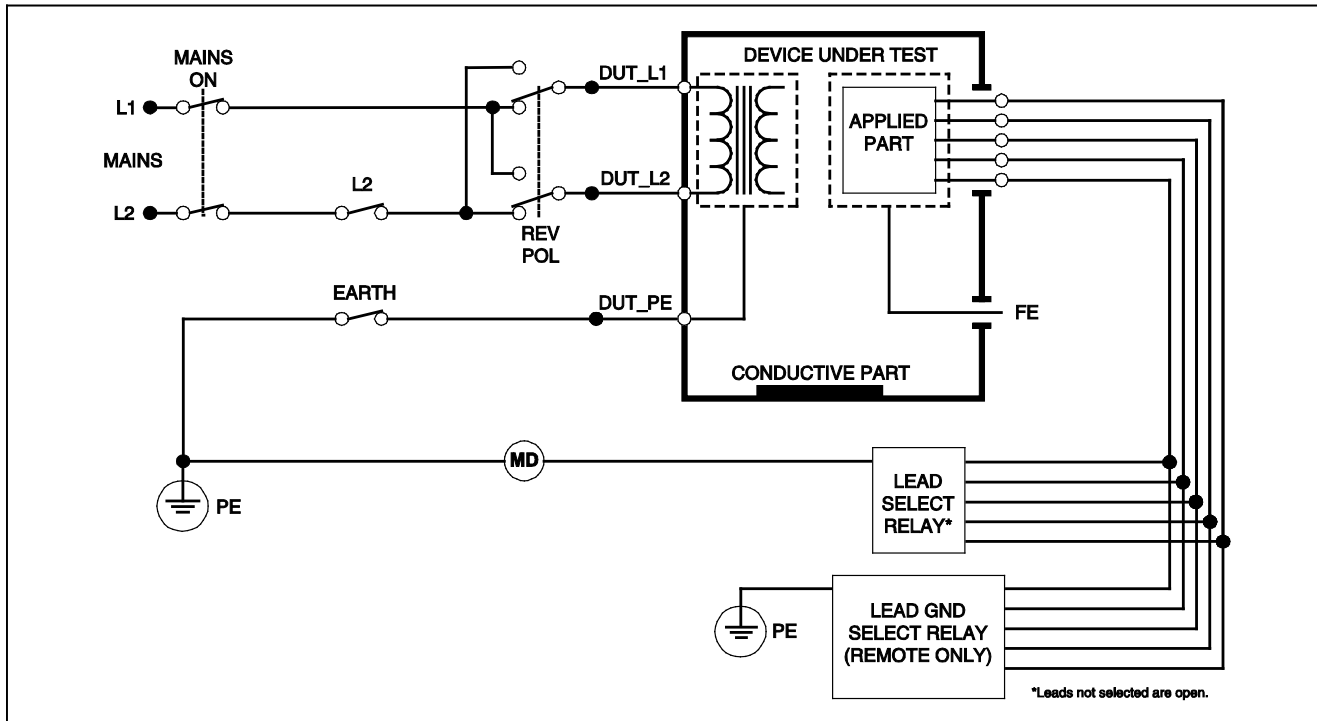 MAINS
ON
L1
MAINS
L2
L2
REV
POL
DUT_L1
DUT_L2
EARTH
DUT_PE
DEVICE UNDER TEST
APPLIED
PART
FE
CONDUCTIVE PART
MD
PE
LEAD
SELECT
RELAY*
PE
LEAD GND
SELECT RELAY
(REMOTE ONLY)
*Leads not selected are open.